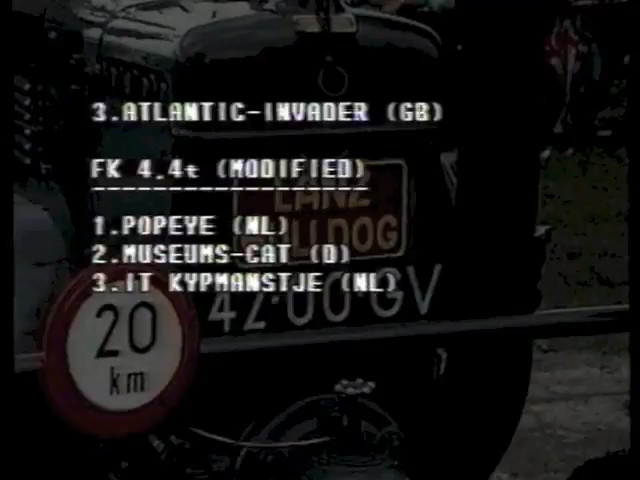 3.ATLANTIC-INVADER (GB)
FK 4.4t (MODIFIED)
1.POPEYE (NL)
2.MUSEUMS-CAT (D)
3.IT KYPMANSTJE (NL)
LANZ
BULLDOG
42-00-GV
20
km